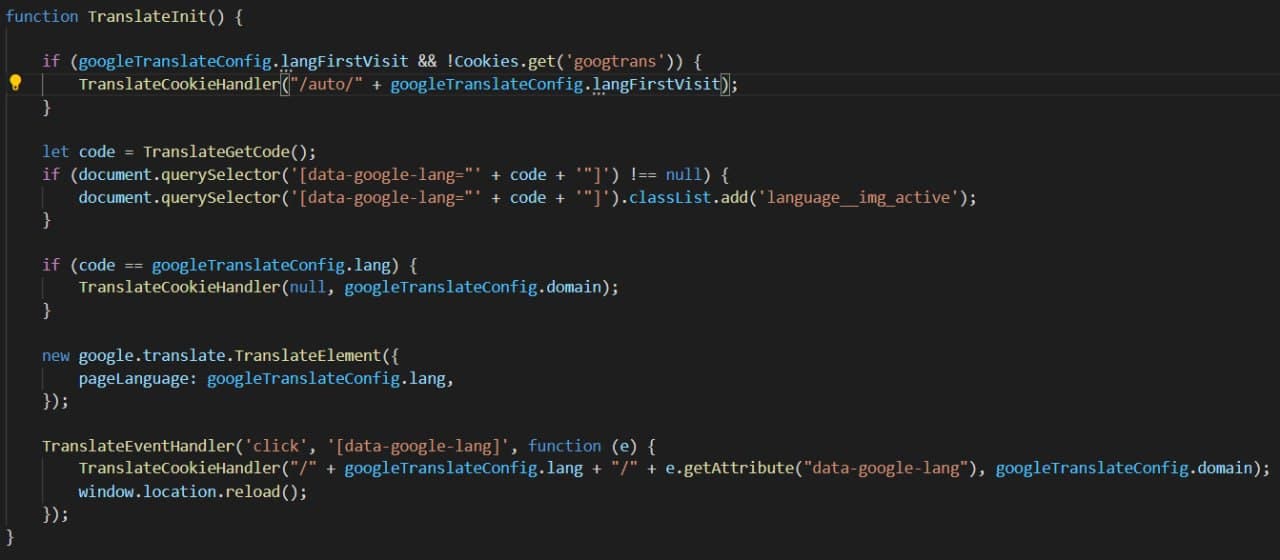 function TranslateInit() {
if (googleTranslateConfig.langFirstVisit && !Cookies.get('googtrans')) {
TranslateCookieHandler("/auto/" + googleTranslateConfig.langFirstVisit);
}
let code = TranslateGetCode();
if (document.querySelector('[data-google-lang="' + code + '"]') !== null) {
document.querySelector('[data-google-lang="' + code + '"]').classList.add('language__img_active');
}
if (code == googleTranslateConfig.lang) {
TranslateCookieHandler(null, googleTranslateConfig.domain);
}
new google.translate.TranslateElement({
pageLanguage: googleTranslateConfig.lang,
});
TranslateEventHandler('click', '[data-google-lang]', function (e) {
TranslateCookieHandler("/" + googleTranslateConfig.lang + "/" + e.getAttribute("data-google-lang"), googleTranslateConfig.domain);
window.location.reload();
});
}